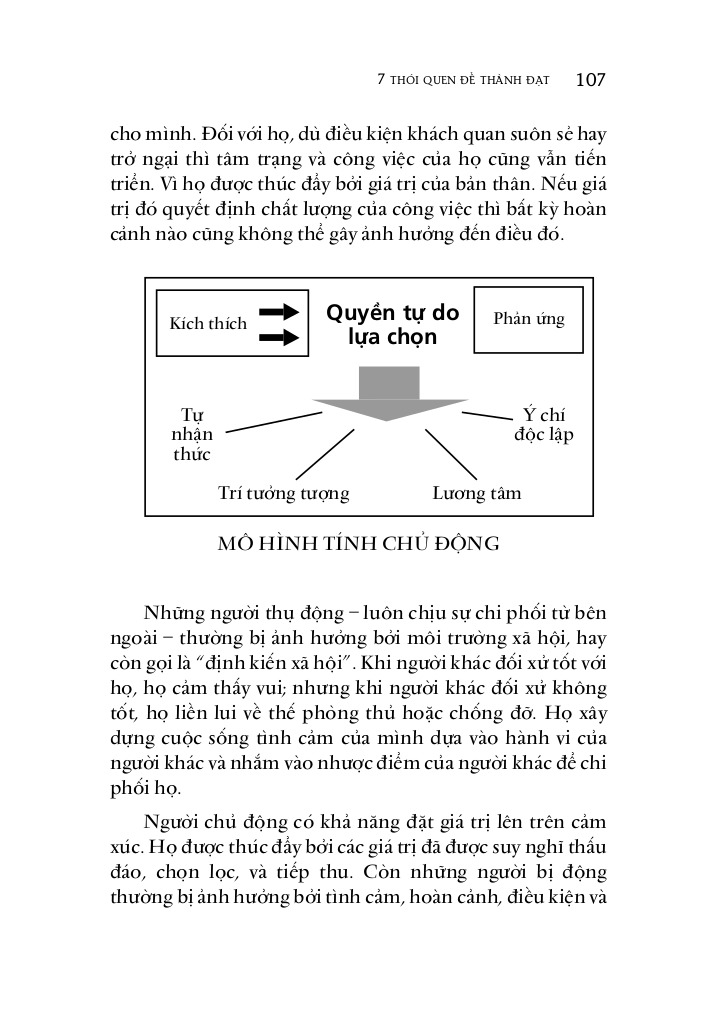 7 THÓI QUEN ĐỂ THÀNH ĐẠT 107
cho mình. Đối với họ, dù điều kiện khách quan suôn sẻ hay
trở ngại thì tâm trạng và công việc của họ cũng vẫn tiến
triển. Vì họ được thúc đẩy bởi giá trị của bản thân. Nếu giá
trị đó quyết định chất lượng của công việc thì bất kỳ hoàn
cảnh nào cũng không thể gây ảnh hưởng đến điều đó.
Kích thích
Quyền tự do
lựa chọn
Phản ứng
Tự
nhận
thức
Ý chí
độc lập
Trí tưởng tượng
Lương tâm
MÔ HÌNH TÍNH CHỦ ĐỘNG
Những người thụ động – luôn chịu sự chi phối từ bên
ngoài – thường bị ảnh hưởng bởi môi trường xã hội, hay
còn gọi là “định kiến xã hội”. Khi người khác đối xử tốt với
họ, họ cảm thấy vui; nhưng khi người khác đối xử không
tốt, họ liền lui về thế phòng thủ hoặc chống đỡ. Họ xây
dựng cuộc sống tình cảm của mình dựa vào hành vi của
người khác và nhắm vào nhược điểm của người khác để chi
phối họ.
Người chủ động có khả năng đặt giá trị lên trên cảm
xúc. Họ được thúc đẩy bởi các giá trị đã được suy nghĩ thấu
đáo, chọn lọc, và tiếp thu. Còn những người bị động
thường bị ảnh hưởng bởi tình cảm, hoàn cảnh, điều kiện và